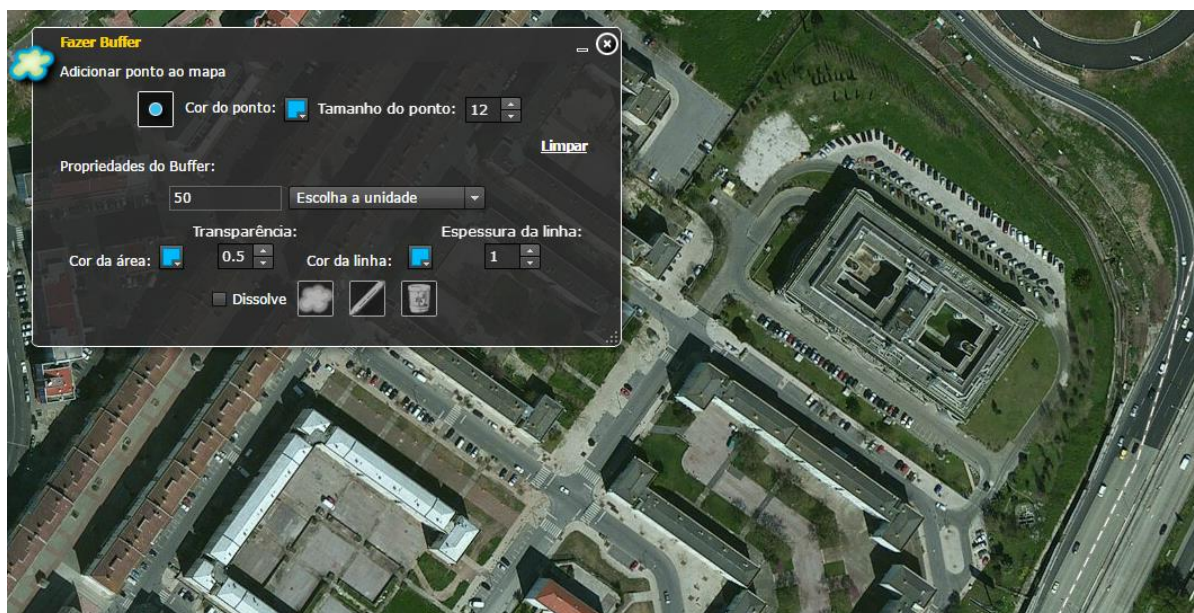 Fazer Buffer
Adicionar ponto ao mapa
Cor do ponto: Tamanho do ponto: 12
Limpar
Propriedades do Buffer:
50 Escolha a unidade
Transparência: Espessura da linha:
Cor da área: 0.5 Cor da linha: 1
Dissolve